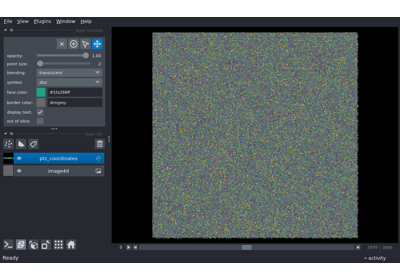 File View Plugins Window Help
opacity: 1.00
point size: 2
blending: translucent
symbol: disc
face color:
border color: dimgrey
display text: ✓
out of slice:
pts_coordinates
image4d
0
Ready
activity